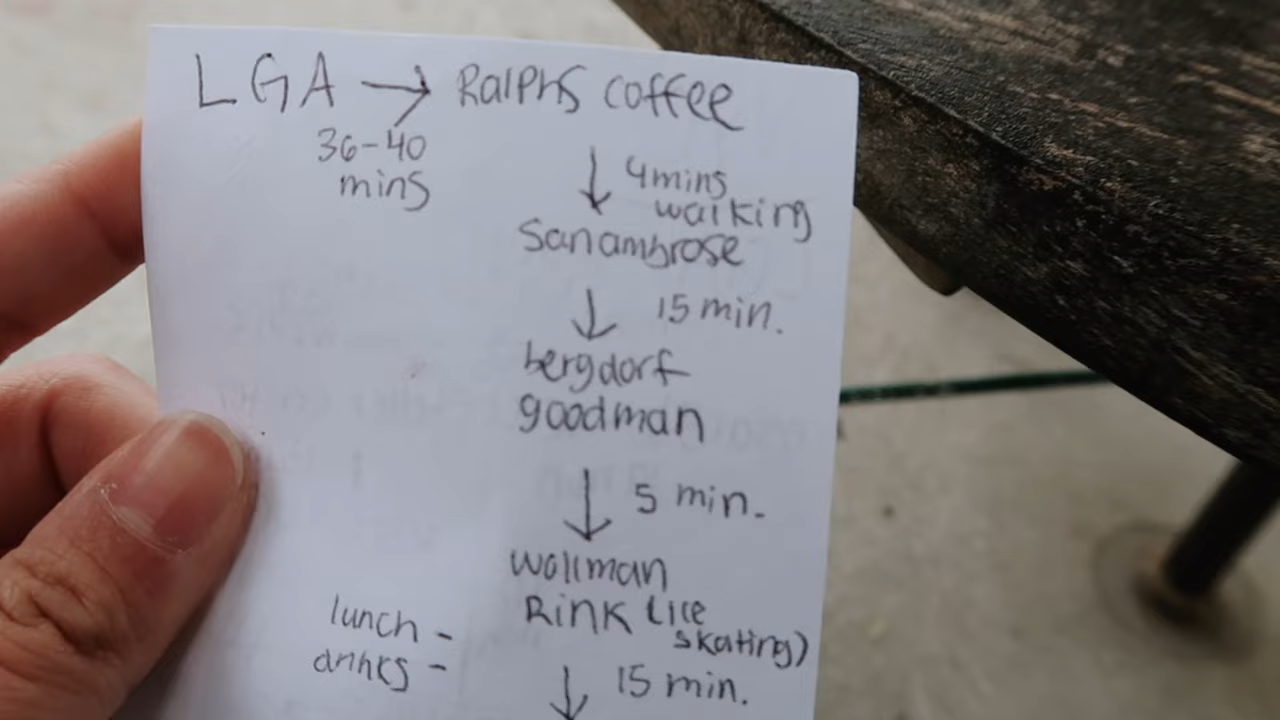 LGA → Ralphs coffee
36-40 mins
↓ 4mins walking
Sanambrose
↓ 15 min.
bergdorf
goodman
↓ 5 min.
wollman
Rink (ice skating)
lunch -
drinks -
↓ 15 min.